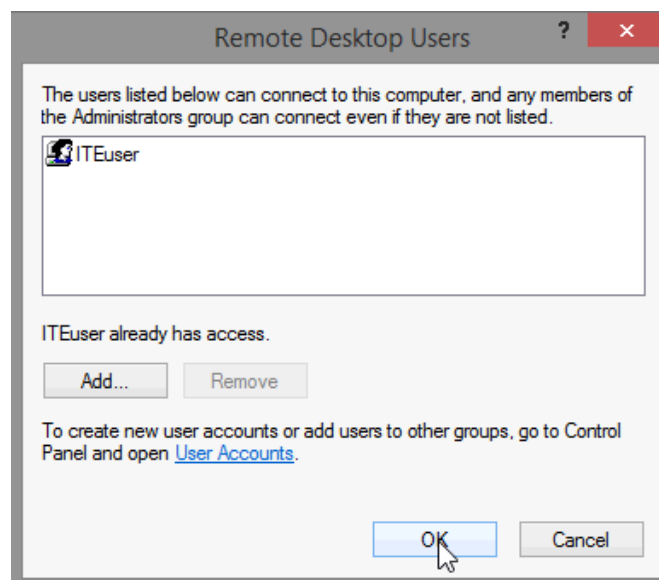 Remote Desktop Users
?
×
The users listed below can connect to this computer, and any members of
the Administrators group can connect even if they are not listed.
ITEuser
ITEuser already has access.
Add... Remove
To create new user accounts or add users to other groups, go to Control
Panel and open User Accounts.
OK Cancel